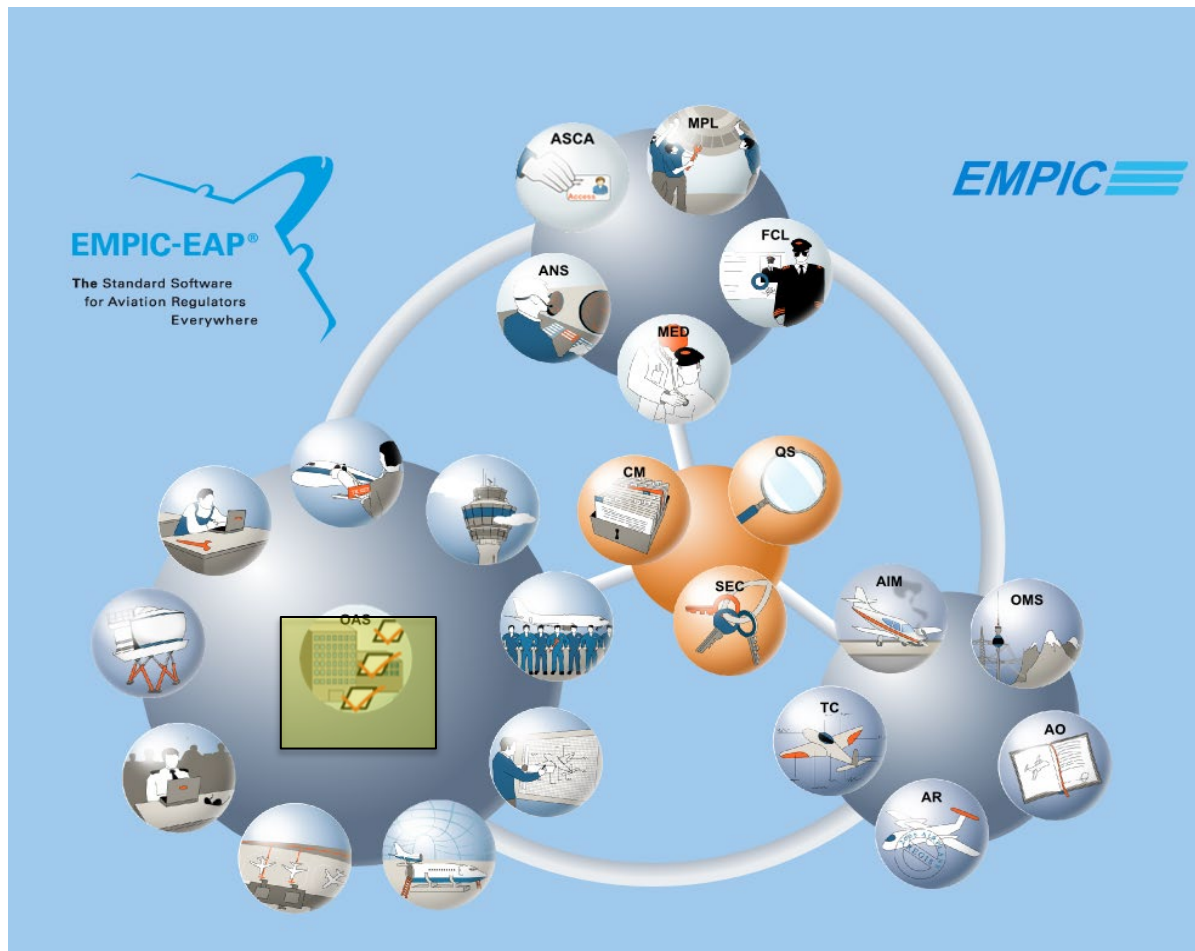 MPL
ASCA
EMPIC
EMPIC-EAP®
The Standard Software
for Aviation Regulators
Everywhere
FCL
ANS
Access
MED
CM
QS
SEC
AIM
OMS
OAS
TC
AO
AR